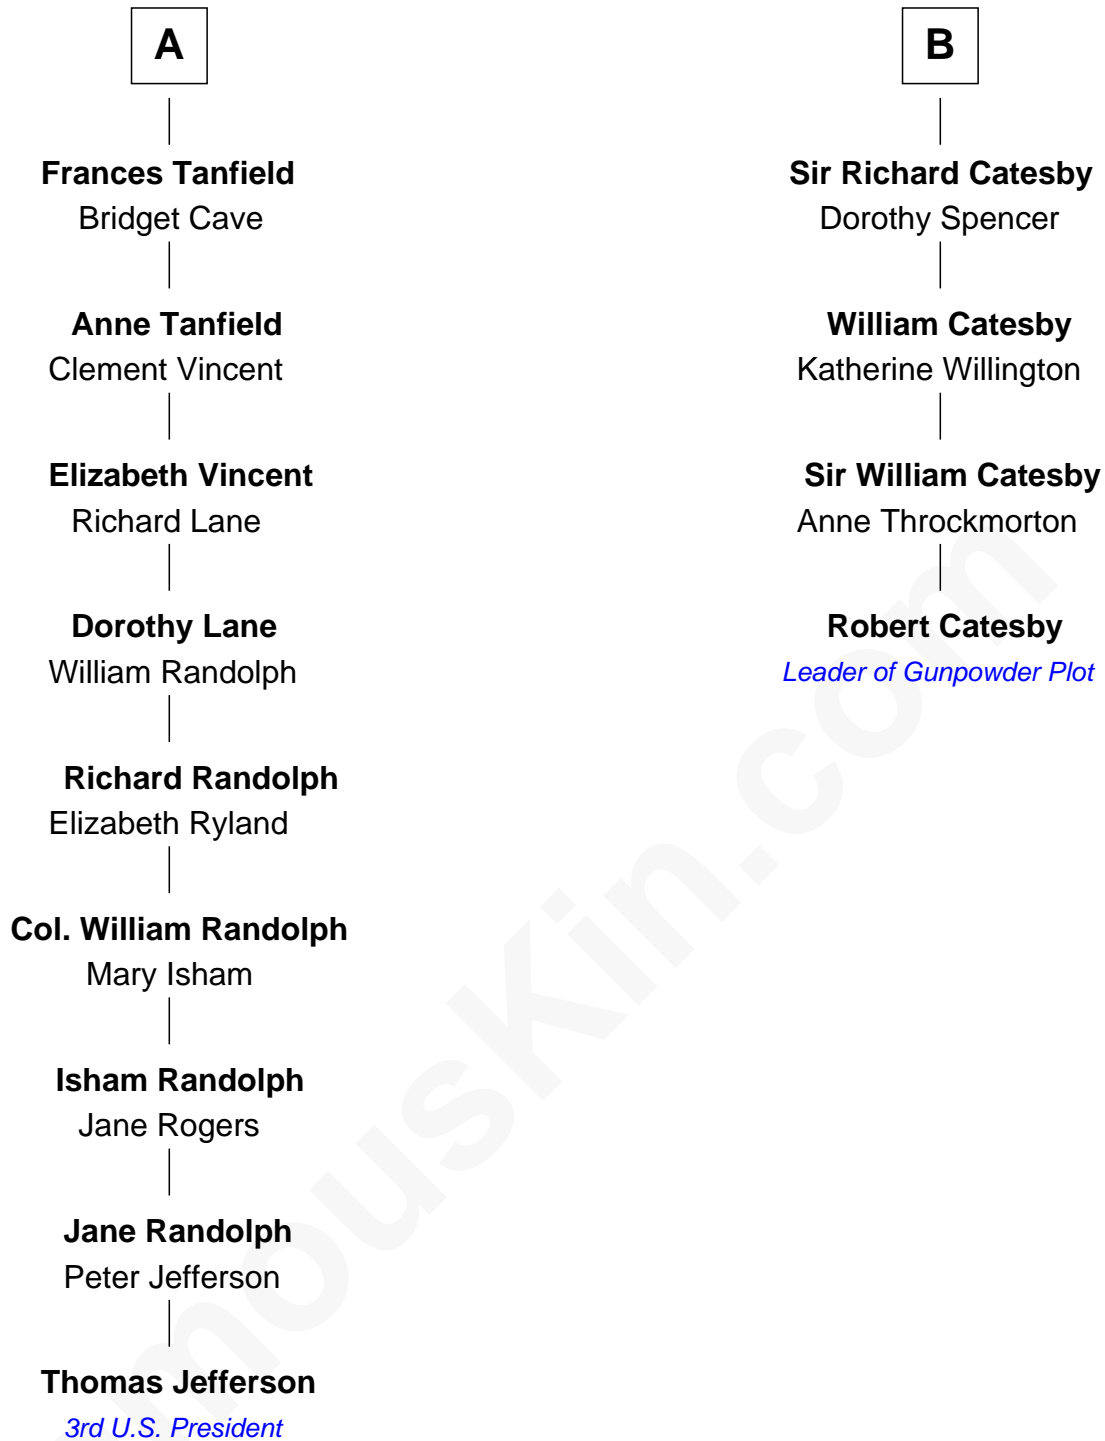 A
Frances Tanfield
Bridget Cave
Anne Tanfield
Clement Vincent
Elizabeth Vincent
Richard Lane
Dorothy Lane
William Randolph
Richard Randolph
Elizabeth Ryland
Col. William Randolph
Mary Isham
Isham Randolph
Jane Rogers
Jane Randolph
Peter Jefferson
Thomas Jefferson
3rd U.S. President
B
Sir Richard Catesby
Dorothy Spencer
William Catesby
Katherine Willington
Sir William Catesby
Anne Throckmorton
Robert Catesby
Leader of Gunpowder Plot
mouskin.com